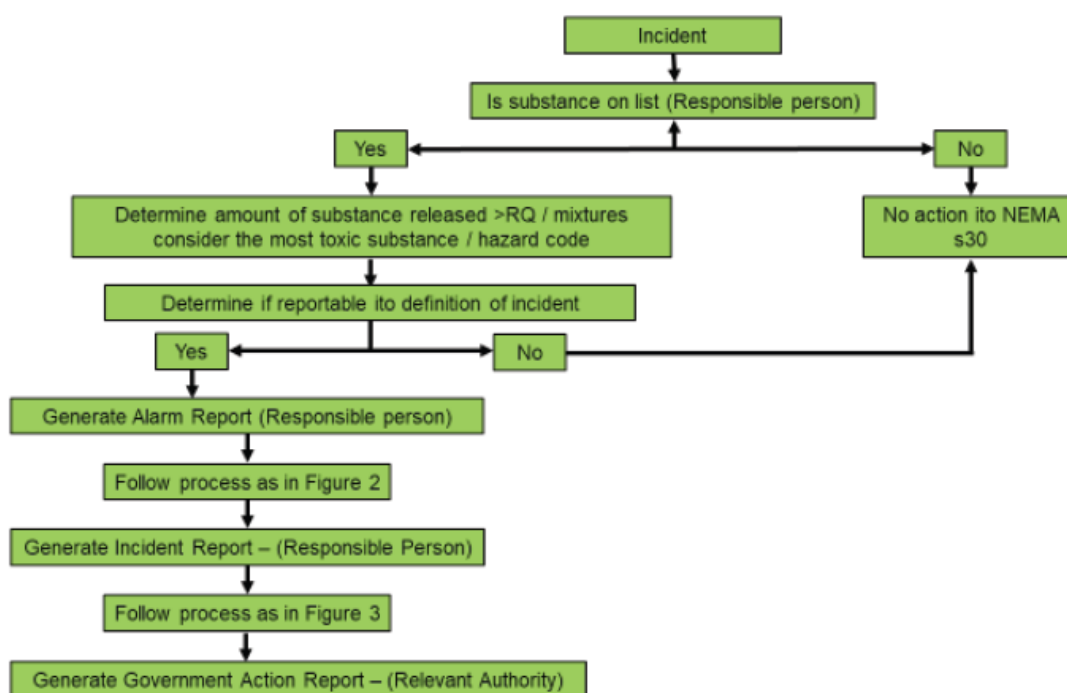 Incident
Is substance on list (Responsible person)
Yes
No
Determine amount of substance released >RQ / mixtures
consider the most toxic substance / hazard code
No action ito NEMA
s30
Determine if reportable ito definition of incident
Yes
No
Generate Alarm Report (Responsible person)
Follow process as in Figure 2
Generate Incident Report – (Responsible Person)
Follow process as in Figure 3
Generate Government Action Report – (Relevant Authority)